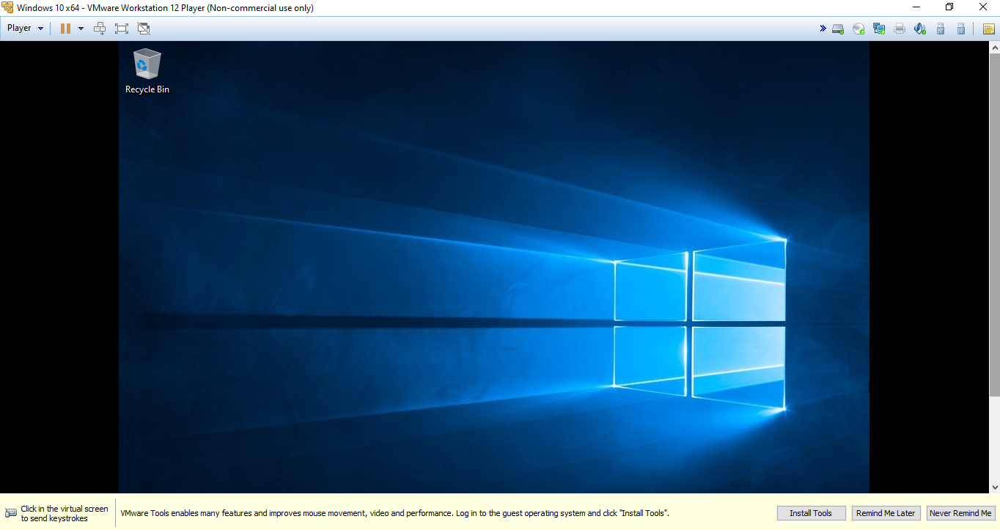 Windows 10 x64 - VMware Workstation 12 Player (Non-commercial use only)
Player
Recycle Bin
Click in the virtual screen
to send keystrokes
VMware Tools enables many features and improves mouse movement, video and performance. Log in to the guest operating system and click "Install Tools".
Install Tools
Remind Me Later
Never Remind Me